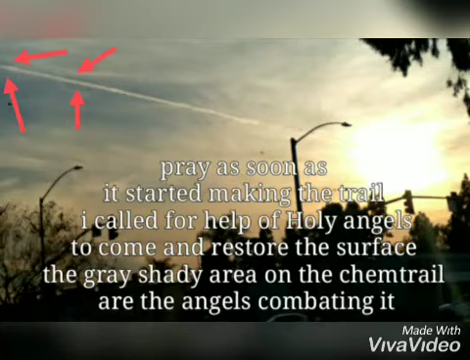 pray as soon as
it started making the trail
i called for help of Holy angels
to come and restore the surface
the gray shady area on the chemtrail
are the angels combating it
Made With
VivaVideo